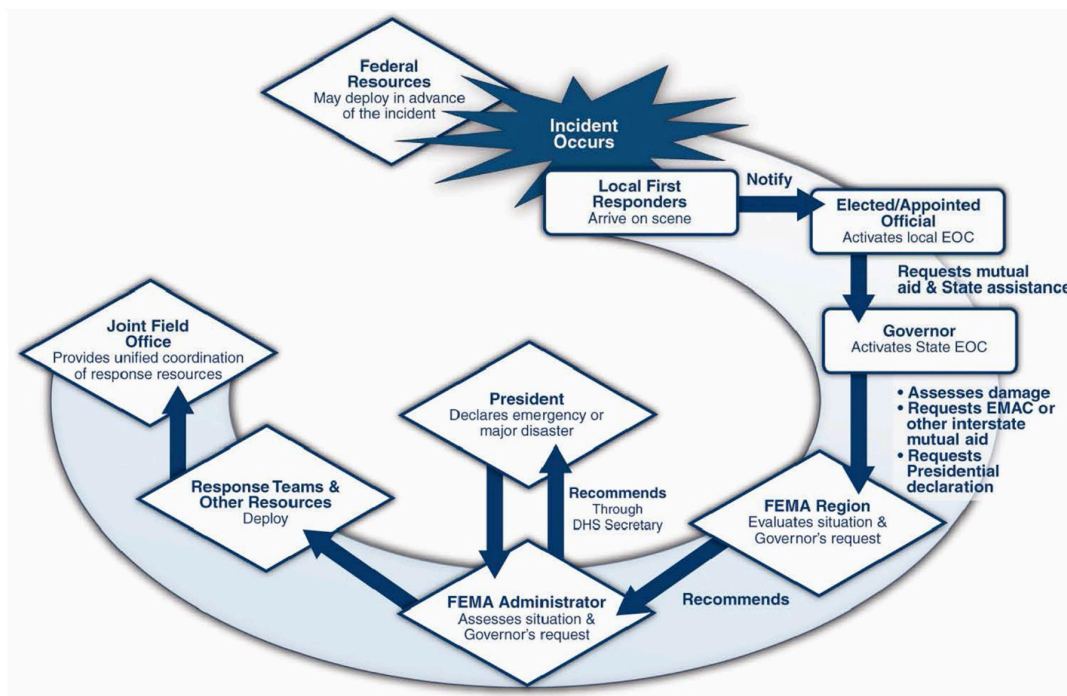 Federal
Resources
May deploy in advance
of the incident
Incident
Occurs
Local First
Responders
Arrive on scene
Notify
Elected/Appointed
Official
Activates local EOC
Requests mutual
aid & State assistance
Governor
Activates State EOC
• Assesses damage
• Requests EMAC or
other interstate
mutual aid
• Requests
Presidential
declaration
FEMA Region
Evaluates situation &
Governor's request
Recommends
FEMA Administrator
Assesses situation &
Governor's request
Recommends
Through
DHS Secretary
President
Declares emergency or
major disaster
Response Teams &
Other Resources
Deploy
Joint Field
Office
Provides unified coordination
of response resources